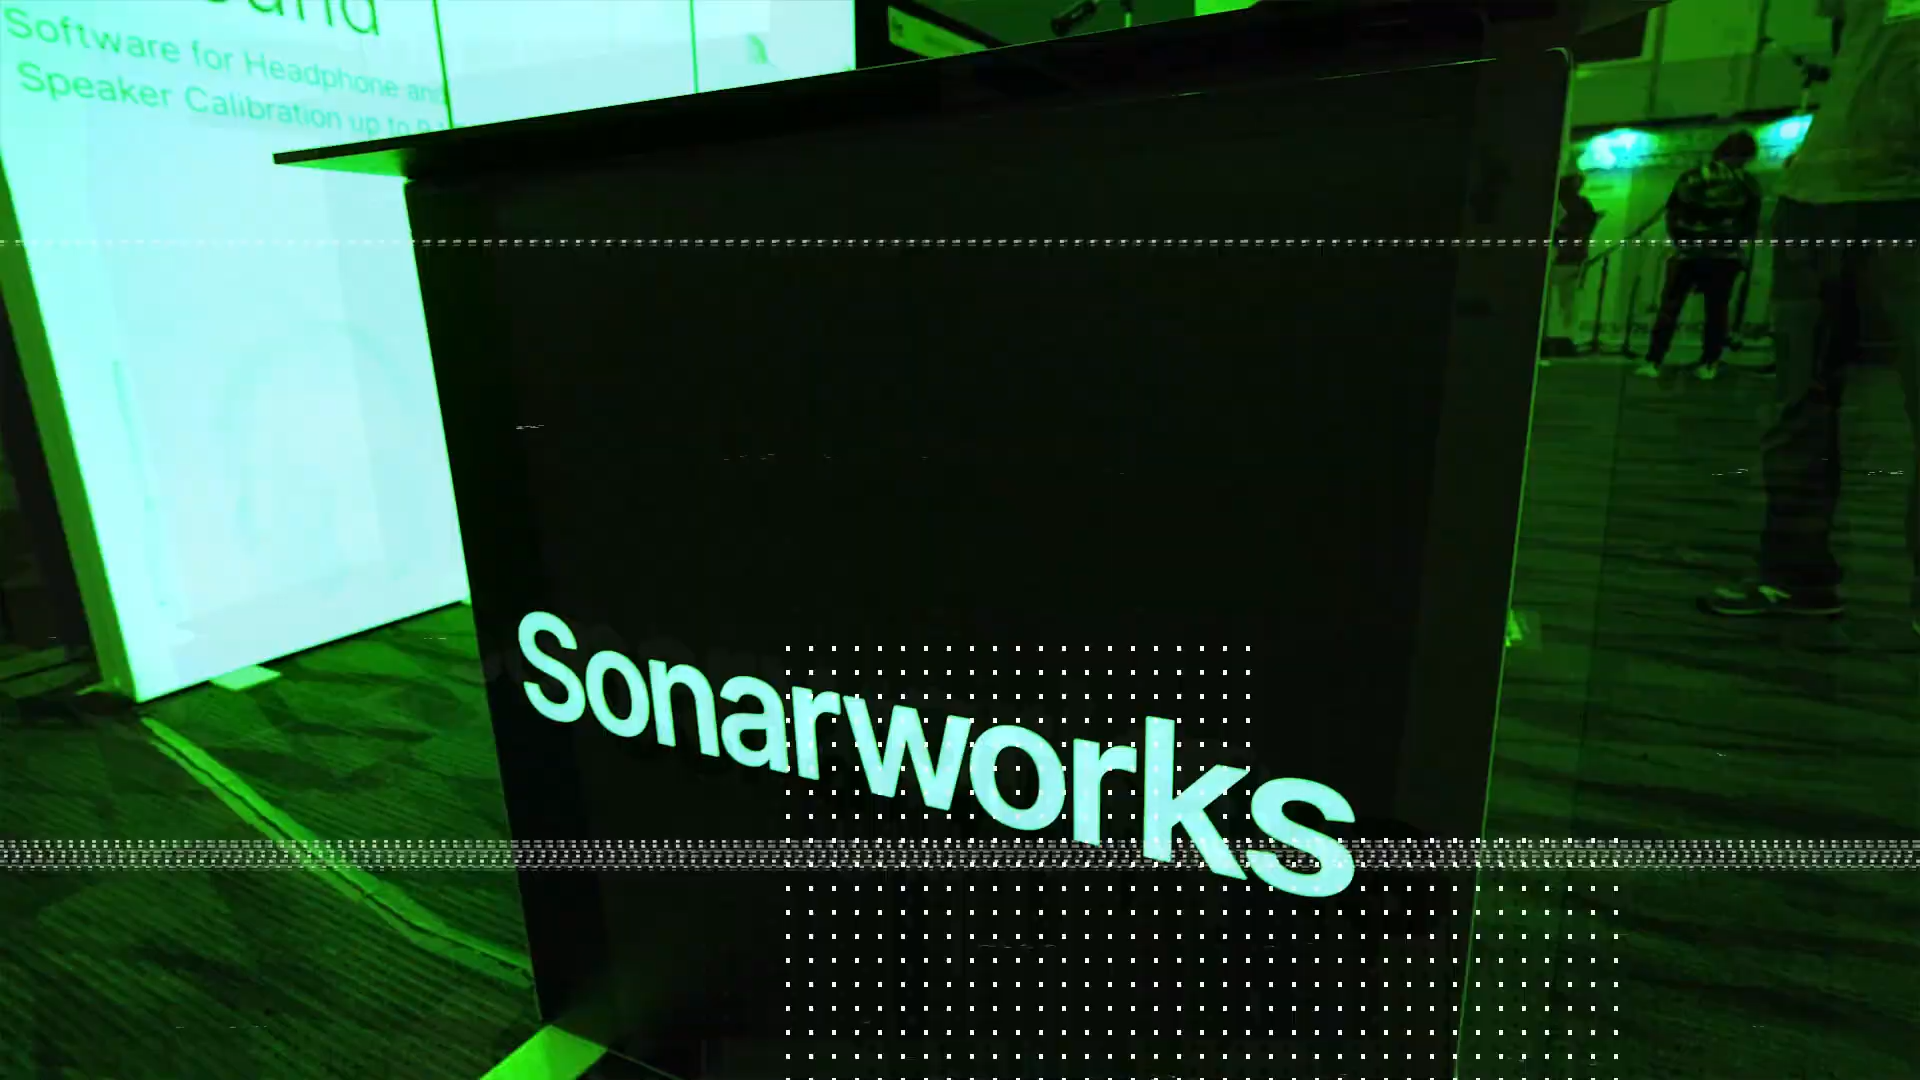 Software for Headphone and
Speaker Calibration up to
Sonarworks